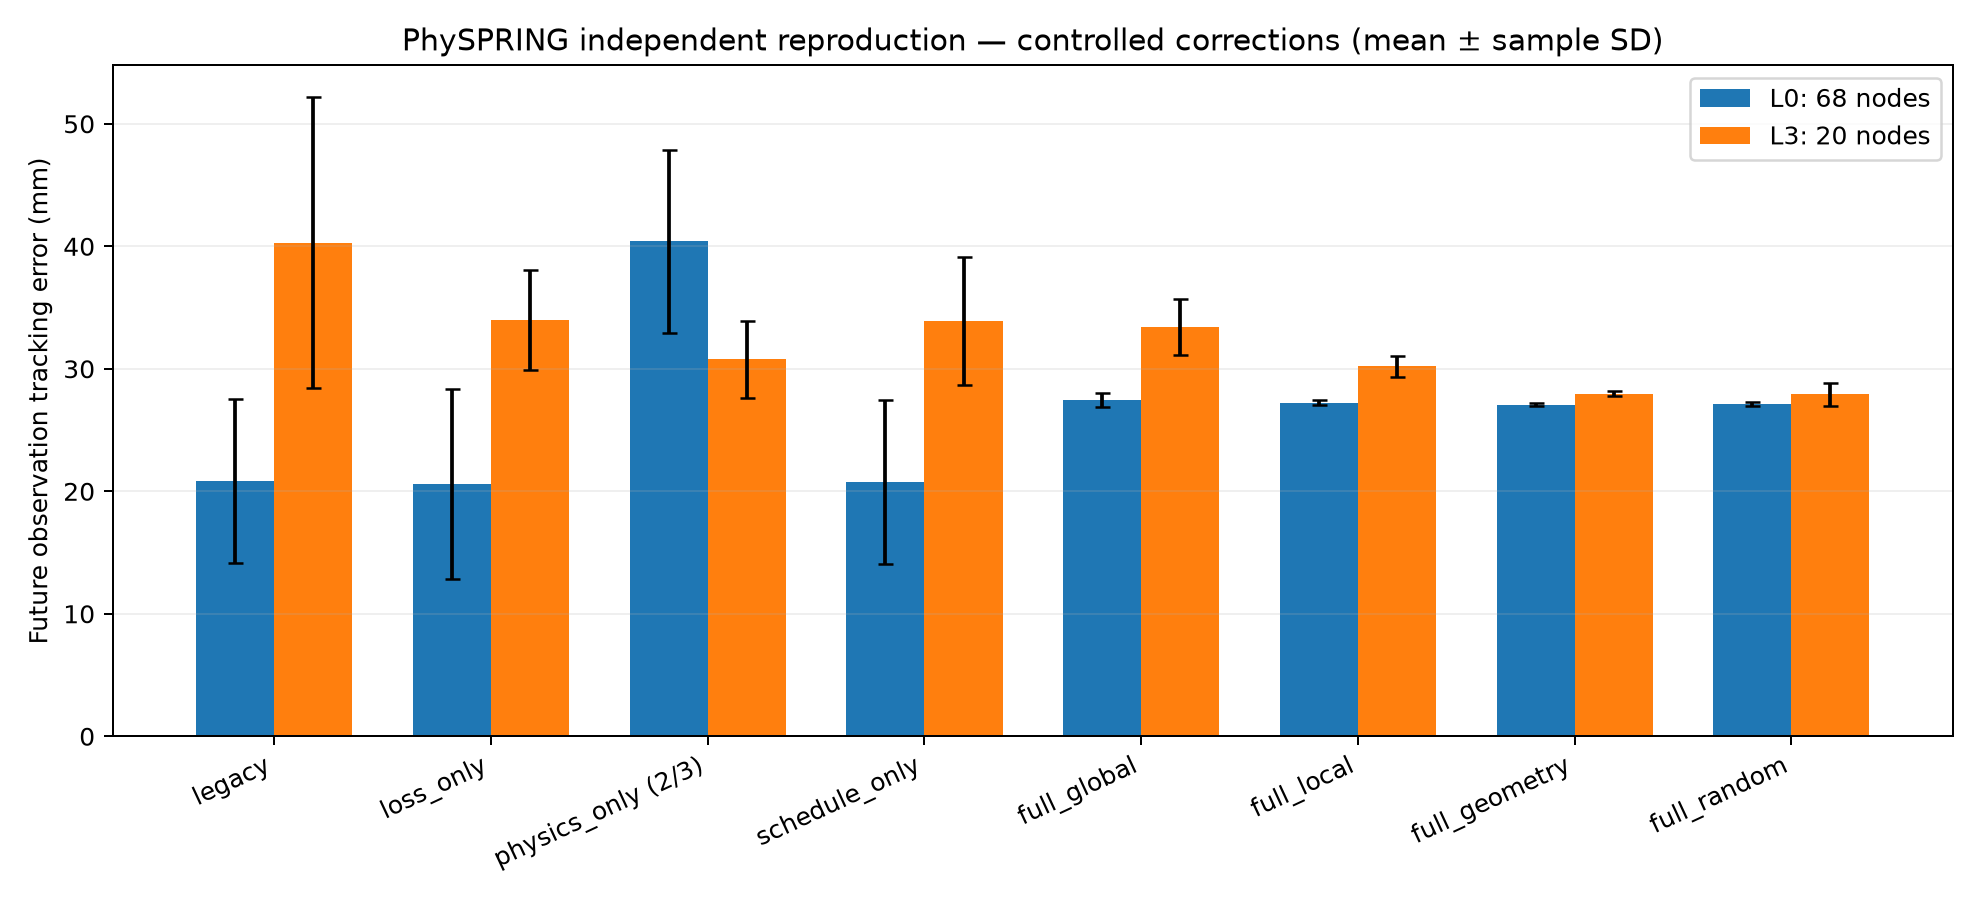 PhySPRING independent reproduction — controlled corrections (mean ± sample SD)
L0: 68 nodes
L3: 20 nodes
Future observation tracking error (mm)
50
40
30
20
10
0
legacy
loss_only
physics_only (2/3)
schedule_only
full_global
full_local
full_geometry
full_random